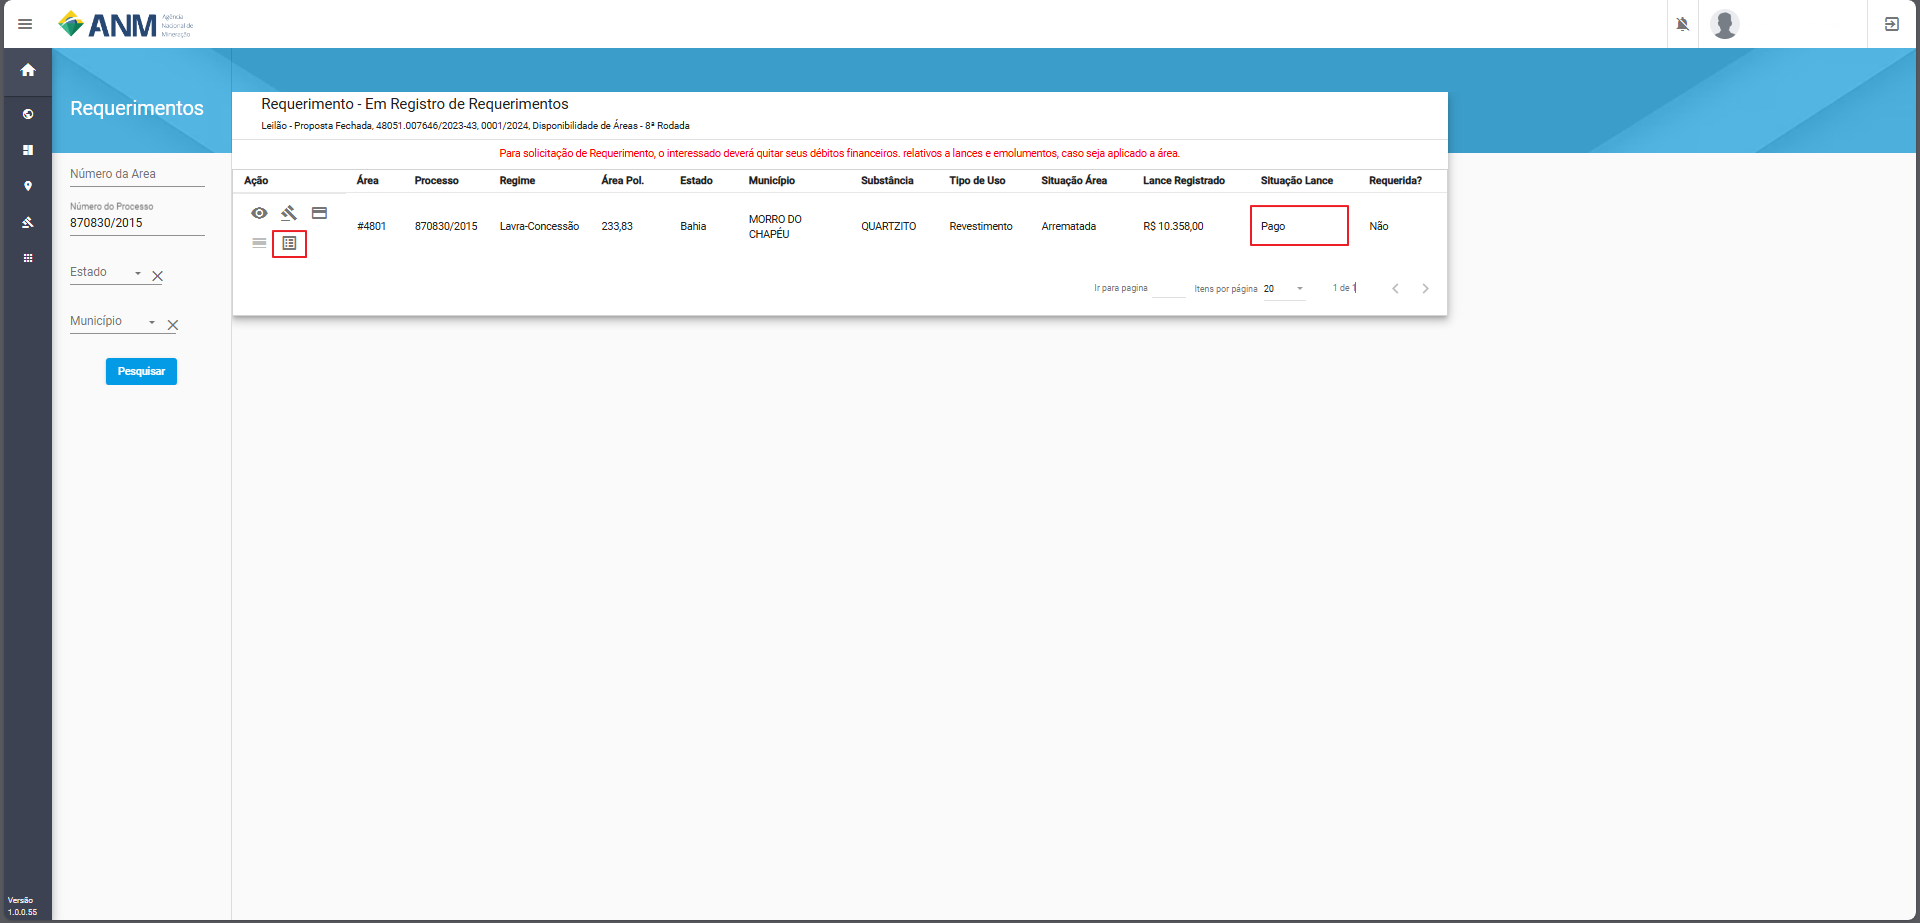 ANM Agência
Nacional de
Mineração
Requerimentos
Número da Area
Número do Processo
870830/2015
Estado
Município
Pesquisar
Versão
1.0.0.55
Requerimento - Em Registro de Requerimentos
Leilão - Proposta Fechada, 48051.007646/2023-43, 0001/2024, Disponibilidade de Áreas - 8ª Rodada
Para solicitação de Requerimento, o interessado deverá quitar seus débitos financeiros. relativos a lances e emolumentos, caso seja aplicado a área.
Ação Área Processo Regime Área Pol. Estado Município Substância Tipo de Uso Situação Área Lance Registrado Situação Lance Requerida?
#4801 870830/2015 Lavra-Concessão 233,83 Bahia MORRO DO CHAPÉU QUARTZITO Revestimento Arrematada R$ 10.358,00 Pago Não
Ir para pagina Itens por página 20 1 de 1